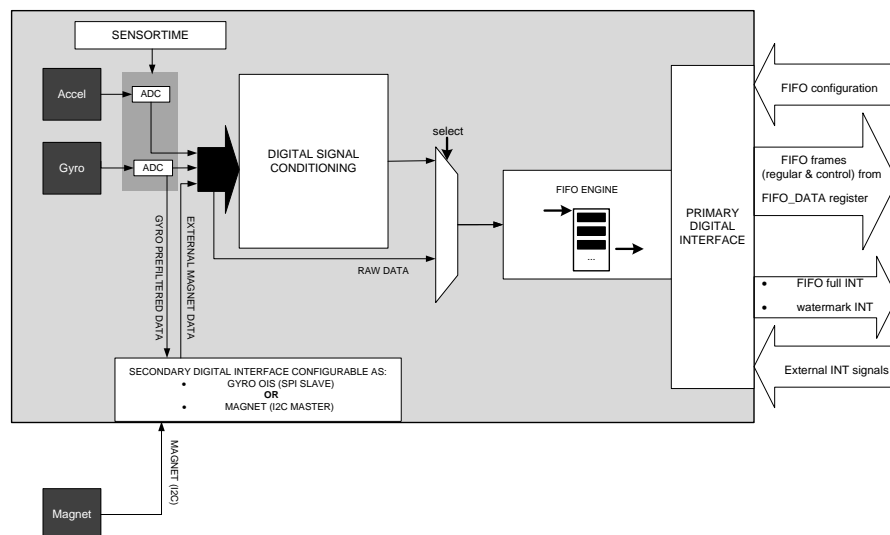 SENSORTIME
Accel
ADC
Gyro
ADC
DIGITAL SIGNAL
CONDITIONING
select
FIFO ENGINE
...
PRIMARY
DIGITAL
INTERFACE
FIFO configuration
FIFO frames
(regular & control) from
FIFO_DATA register
• FIFO full INT
• watermark INT
External INT signals
RAW DATA
GYRO PREFILTERED DATA
EXTERNAL MAGNET DATA
SECONDARY DIGITAL INTERFACE CONFIGURABLE AS:
• GYRO OIS (SPI SLAVE)
OR
• MAGNET (I2C MASTER)
MAGNET (I2C)
Magnet